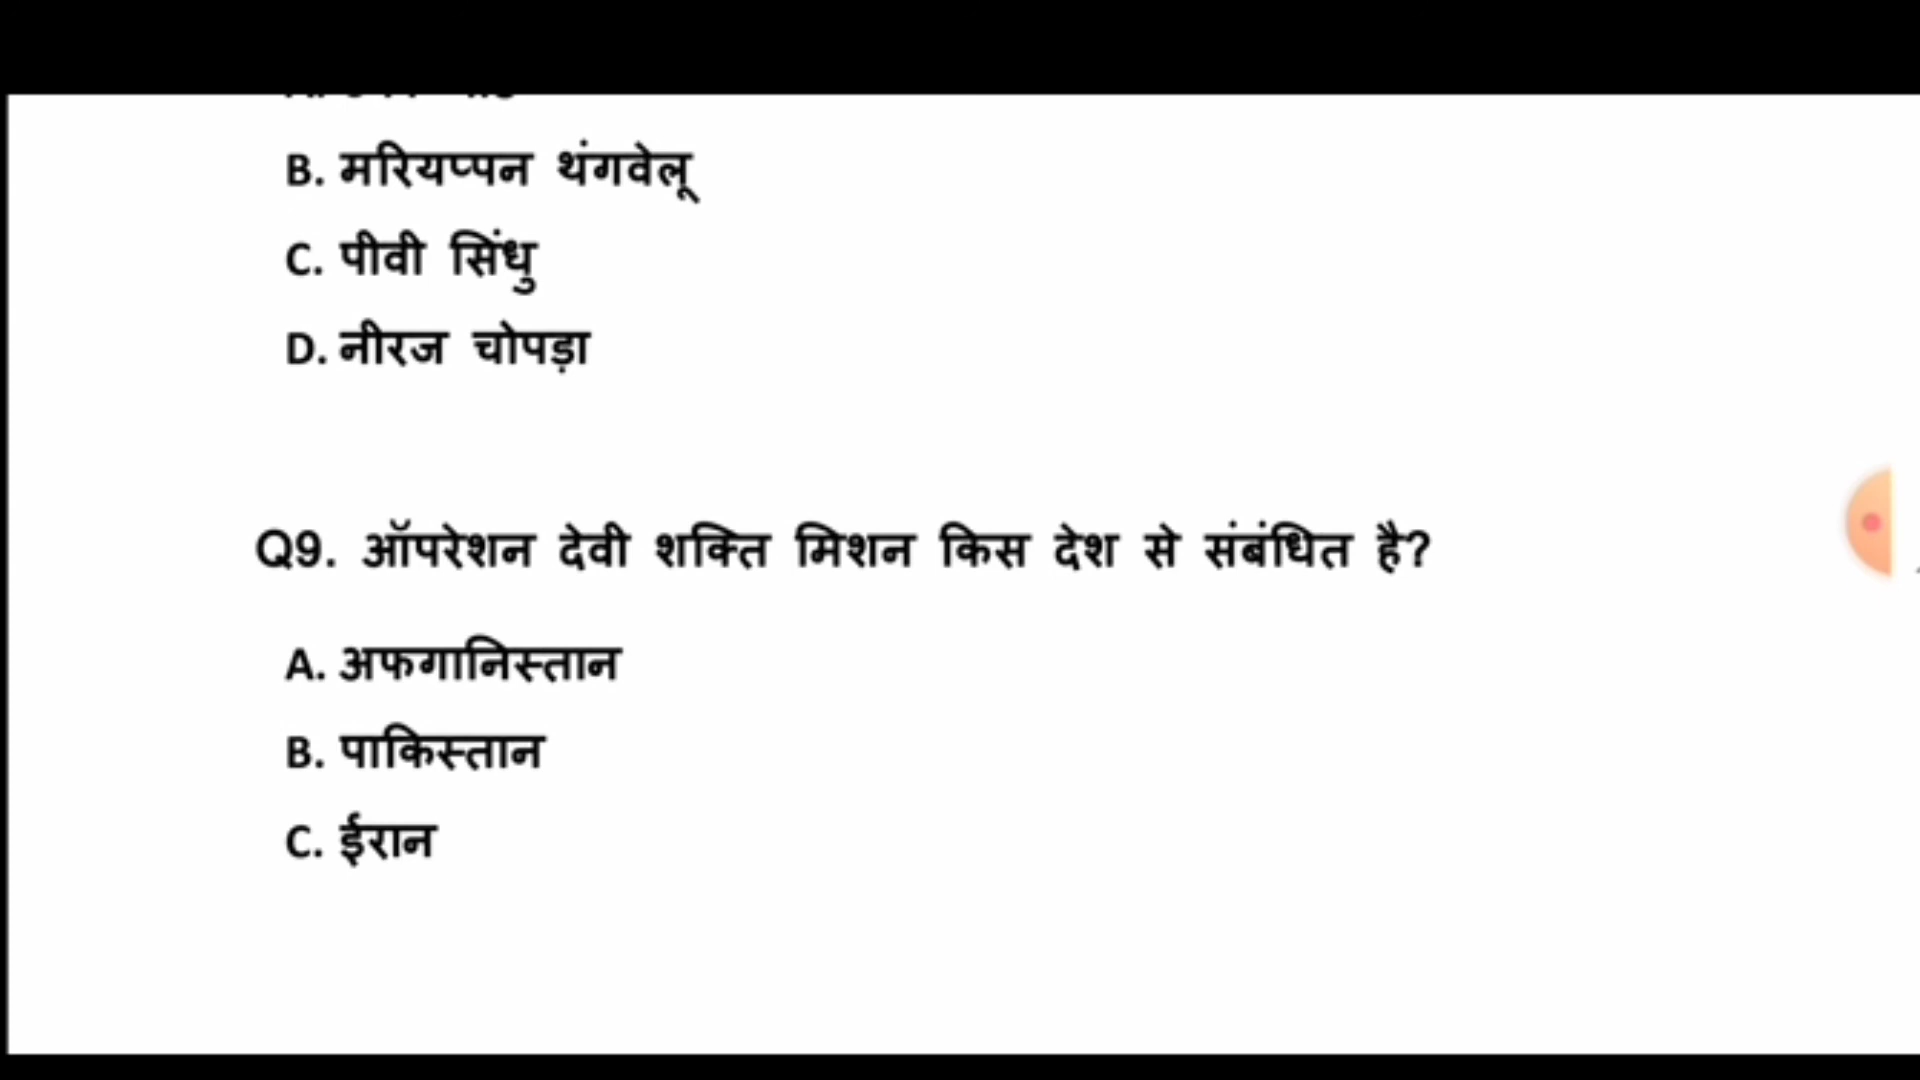 B. मरियप्पन थंगवेलू
C. पीवी सिंधु
D. नीरज चोपड़ा
Q9. ऑपरेशन देवी शक्ति मिशन किस देश से संबंधित है?
A. अफगानिस्तान
B. पाकिस्तान
C. ईरान